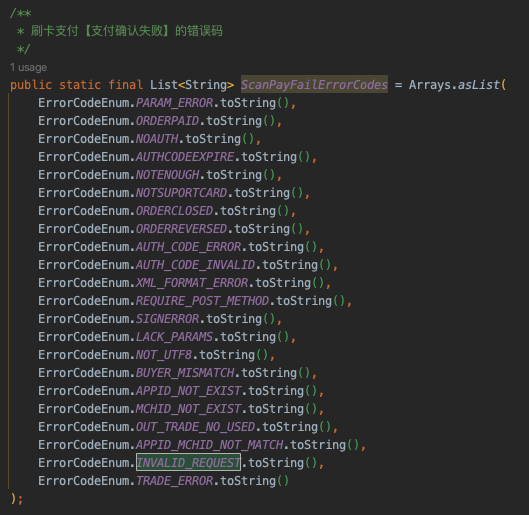 /**
 * 刷卡支付【支付确认失败】的错误码
 */
1 usage
public static final List<String> ScanPayFailErrorCodes = Arrays.asList(
    ErrorCodeEnum.PARAM_ERROR.toString(),
    ErrorCodeEnum.ORDERPAID.toString(),
    ErrorCodeEnum.NOAUTH.toString(),
    ErrorCodeEnum.AUTHCODEEXPIRE.toString(),
    ErrorCodeEnum.NOTENOUGH.toString(),
    ErrorCodeEnum.NOTSUPORTCARD.toString(),
    ErrorCodeEnum.ORDERCLOSED.toString(),
    ErrorCodeEnum.ORDERREVERSED.toString(),
    ErrorCodeEnum.AUTH_CODE_ERROR.toString(),
    ErrorCodeEnum.AUTH_CODE_INVALID.toString(),
    ErrorCodeEnum.XML_FORMAT_ERROR.toString(),
    ErrorCodeEnum.REQUIRE_POST_METHOD.toString(),
    ErrorCodeEnum.SIGNERROR.toString(),
    ErrorCodeEnum.LACK_PARAMS.toString(),
    ErrorCodeEnum.NOT_UTF8.toString(),
    ErrorCodeEnum.BUYER_MISMATCH.toString(),
    ErrorCodeEnum.APPID_NOT_EXIST.toString(),
    ErrorCodeEnum.MCHID_NOT_EXIST.toString(),
    ErrorCodeEnum.OUT_TRADE_NO_USED.toString(),
    ErrorCodeEnum.APPID_MCHID_NOT_MATCH.toString(),
    ErrorCodeEnum.INVALID_REQUEST.toString(),
    ErrorCodeEnum.TRADE_ERROR.toString()
);